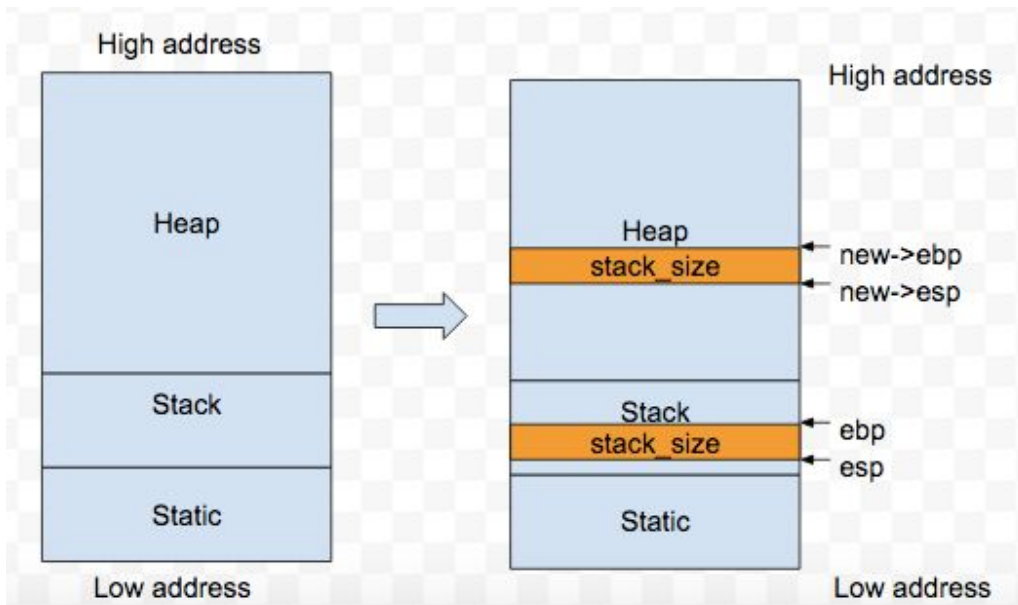 High address
Heap
Stack
Static
Low address
High address
Heap
stack_size
new->ebp
new->esp
Stack
stack_size
ebp
esp
Static
Low address